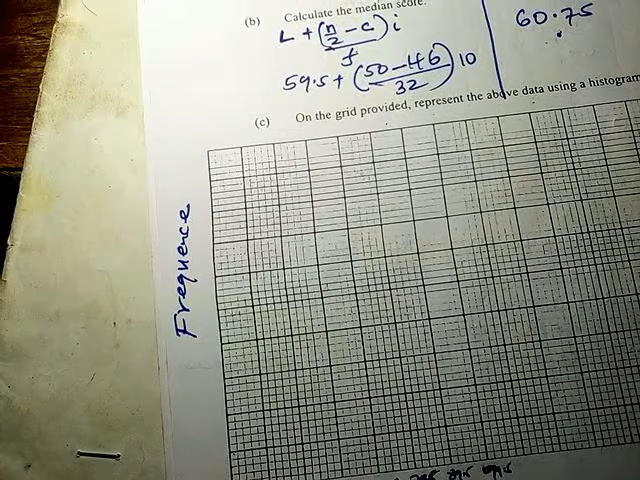 (b) Calculate the median score.
L + (n/2 - c/f) i
59.5 + (50-46/32) 10
60.75
(c) On the grid provided, represent the above data using a histogram
Frequence